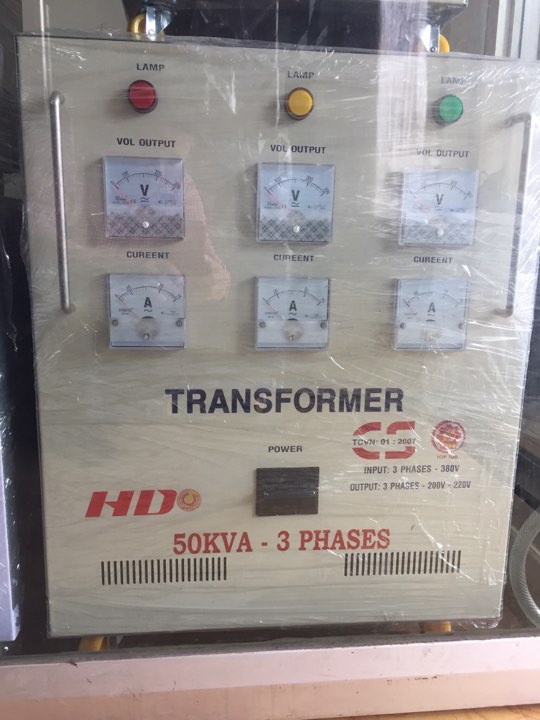 LAMP
LAMP
LAMP
VOL OUTPUT
VOL OUTPUT
VOL OUTPUT
V
V
V
CUREENT
CUREENT
CUREENT
A
A
A
TRANSFORMER
CS
TCVN: 01 : 2007
POWER
INPUT: 3 PHASES - 380V
OUTPUT: 3 PHASES - 200V - 220V
HD
50KVA - 3 PHASES